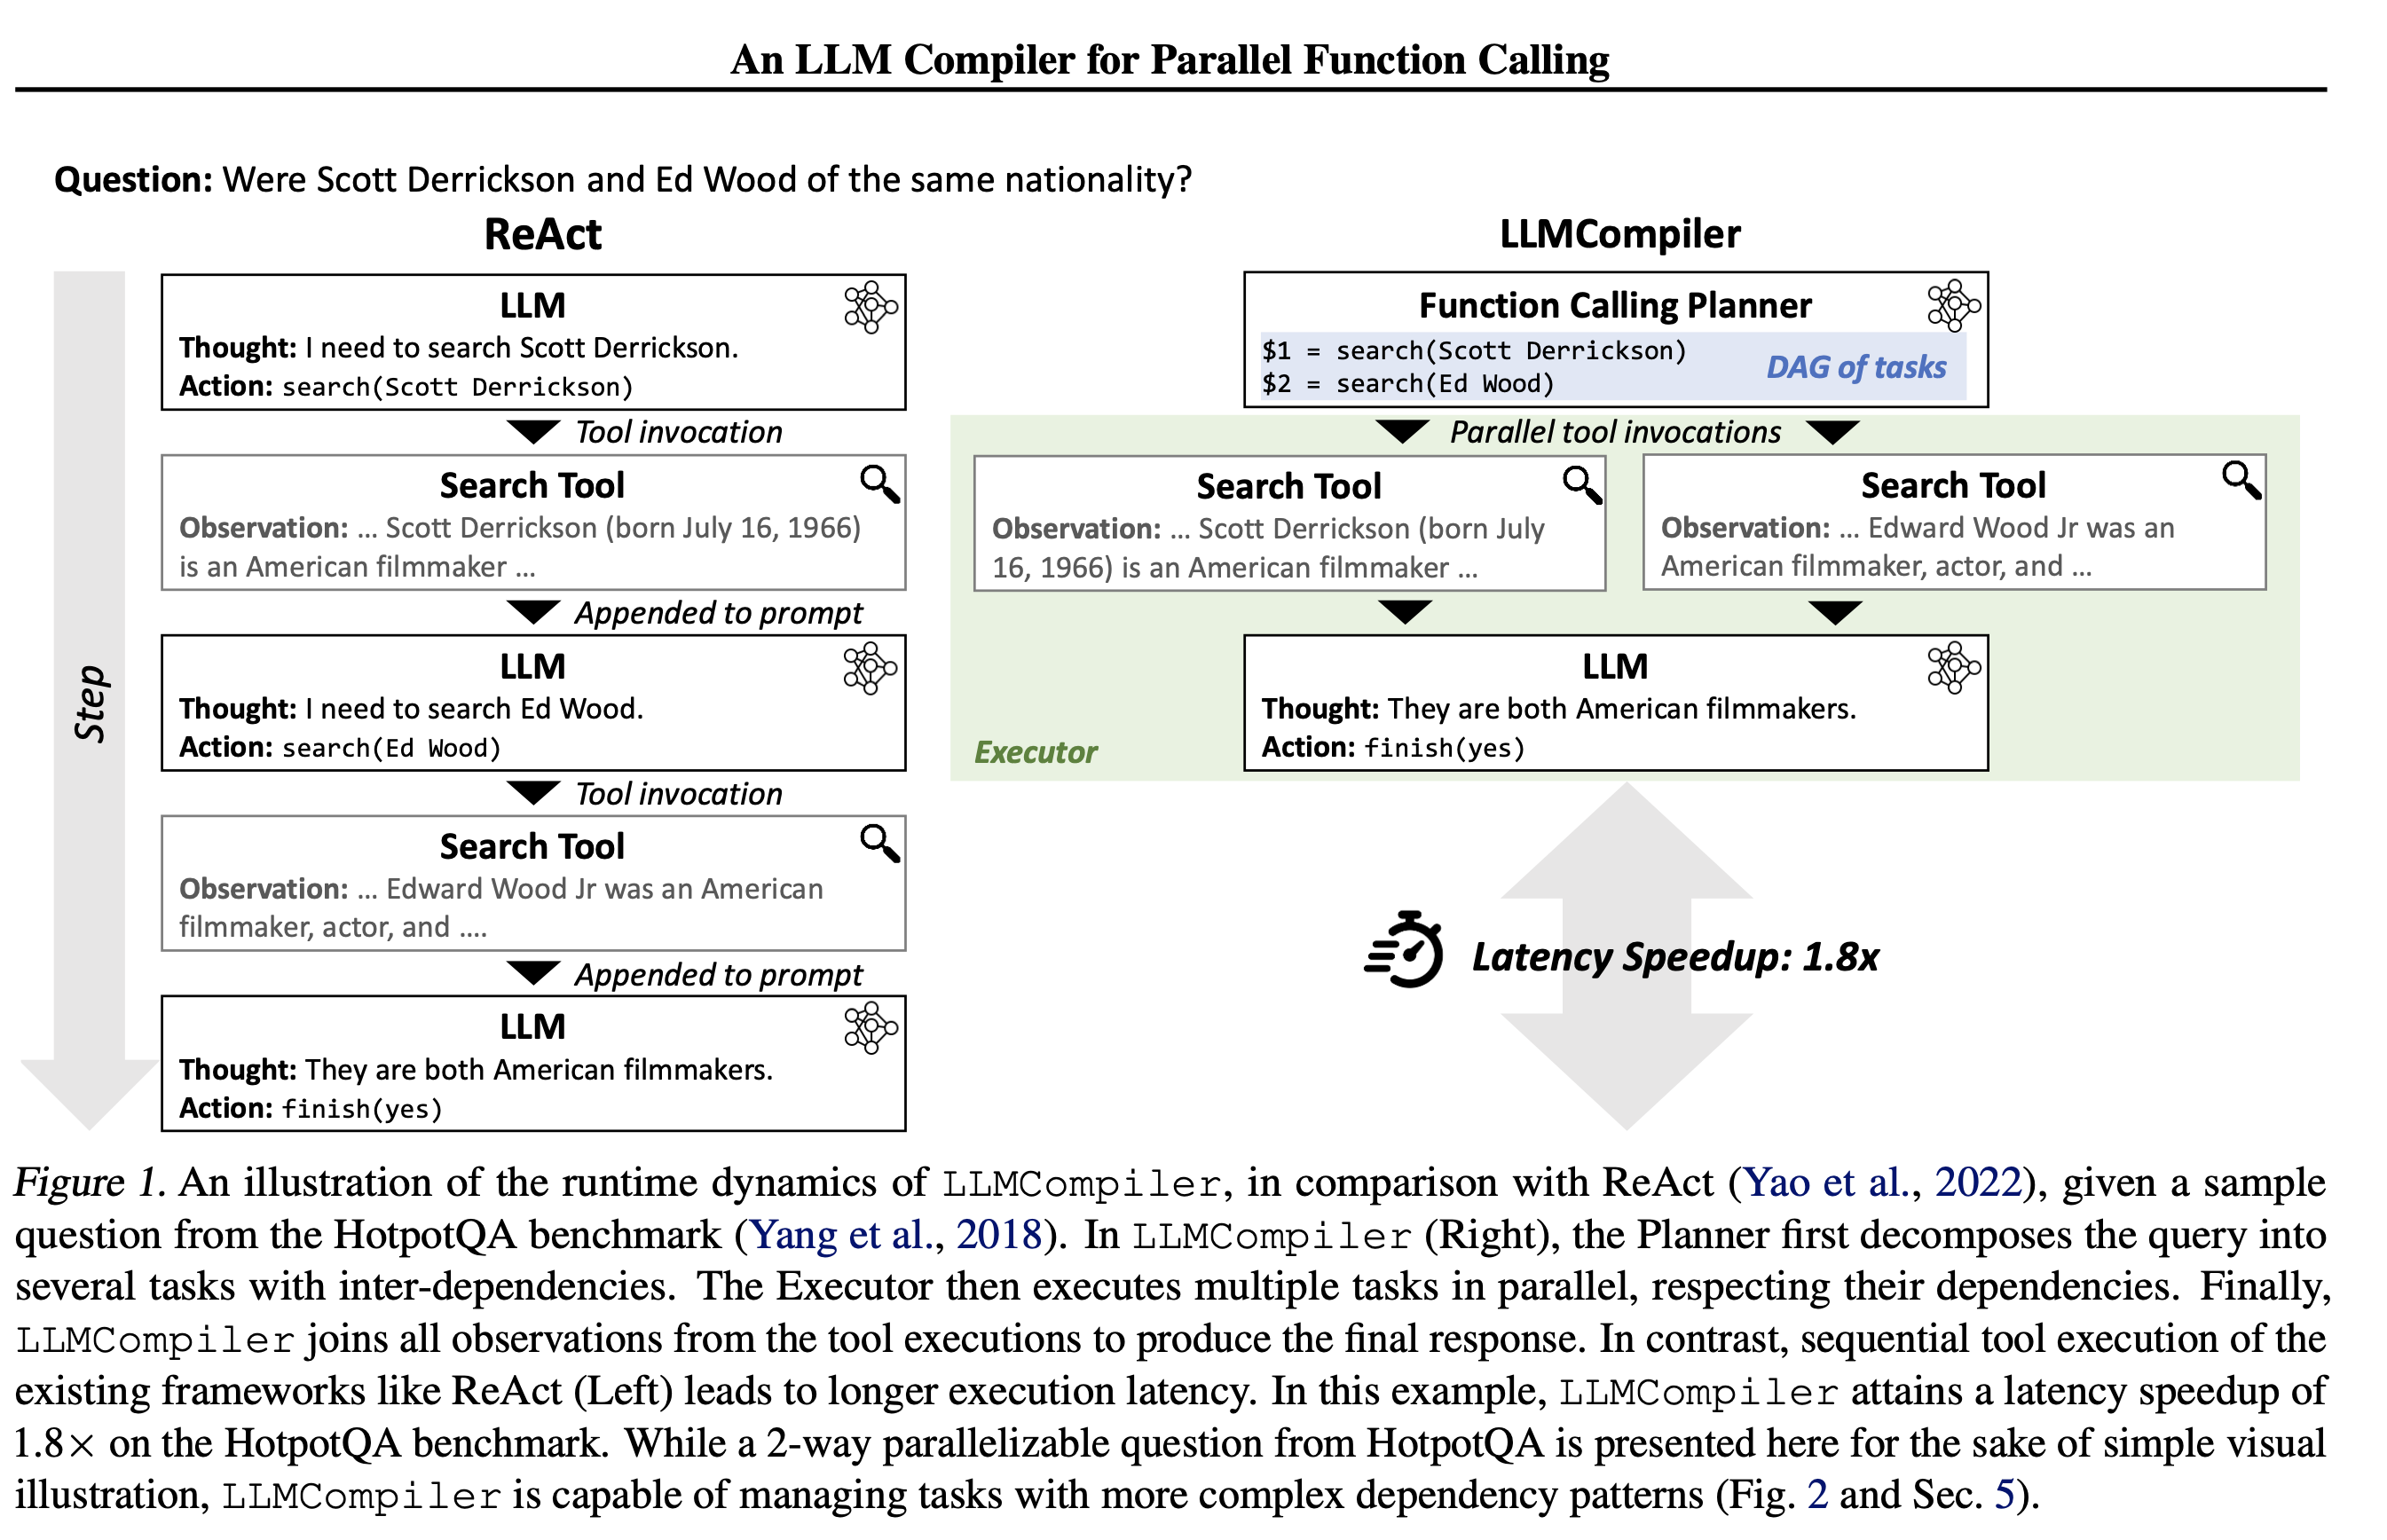 An LLM Compiler for Parallel Function Calling
Question: Were Scott Derrickson and Ed Wood of the same nationality?
ReAct
Step
LLM
Thought: I need to search Scott Derrickson.
Action: search(Scott Derrickson)
Tool invocation
Search Tool
Observation: ... Scott Derrickson (born July 16, 1966)
is an American filmmaker ...
Appended to prompt
LLM
Thought: I need to search Ed Wood.
Action: search(Ed Wood)
Tool invocation
Search Tool
Observation: ... Edward Wood Jr was an American
filmmaker, actor, and ....
Appended to prompt
LLM
Thought: They are both American filmmakers.
Action: finish(yes)
LLMCompiler
Function Calling Planner
$1 = search(Scott Derrickson)
$2 = search(Ed Wood)
DAG of tasks
Parallel tool invocations
Search Tool
Observation: ... Scott Derrickson (born July
16, 1966) is an American filmmaker ...
Search Tool
Observation: ... Edward Wood Jr was an
American filmmaker, actor, and ...
LLM
Thought: They are both American filmmakers.
Action: finish(yes)
Executor
Latency Speedup: 1.8x
Figure 1. An illustration of the runtime dynamics of LLMCompiler, in comparison with ReAct (Yao et al., 2022), given a sample
question from the HotpotQA benchmark (Yang et al., 2018). In LLMCompiler (Right), the Planner first decomposes the query into
several tasks with inter-dependencies. The Executor then executes multiple tasks in parallel, respecting their dependencies. Finally,
LLMCompiler joins all observations from the tool executions to produce the final response. In contrast, sequential tool execution of the
existing frameworks like ReAct (Left) leads to longer execution latency. In this example, LLMCompiler attains a latency speedup of
1.8× on the HotpotQA benchmark. While a 2-way parallelizable question from HotpotQA is presented here for the sake of simple visual
illustration, LLMCompiler is capable of managing tasks with more complex dependency patterns (Fig. 2 and Sec. 5).